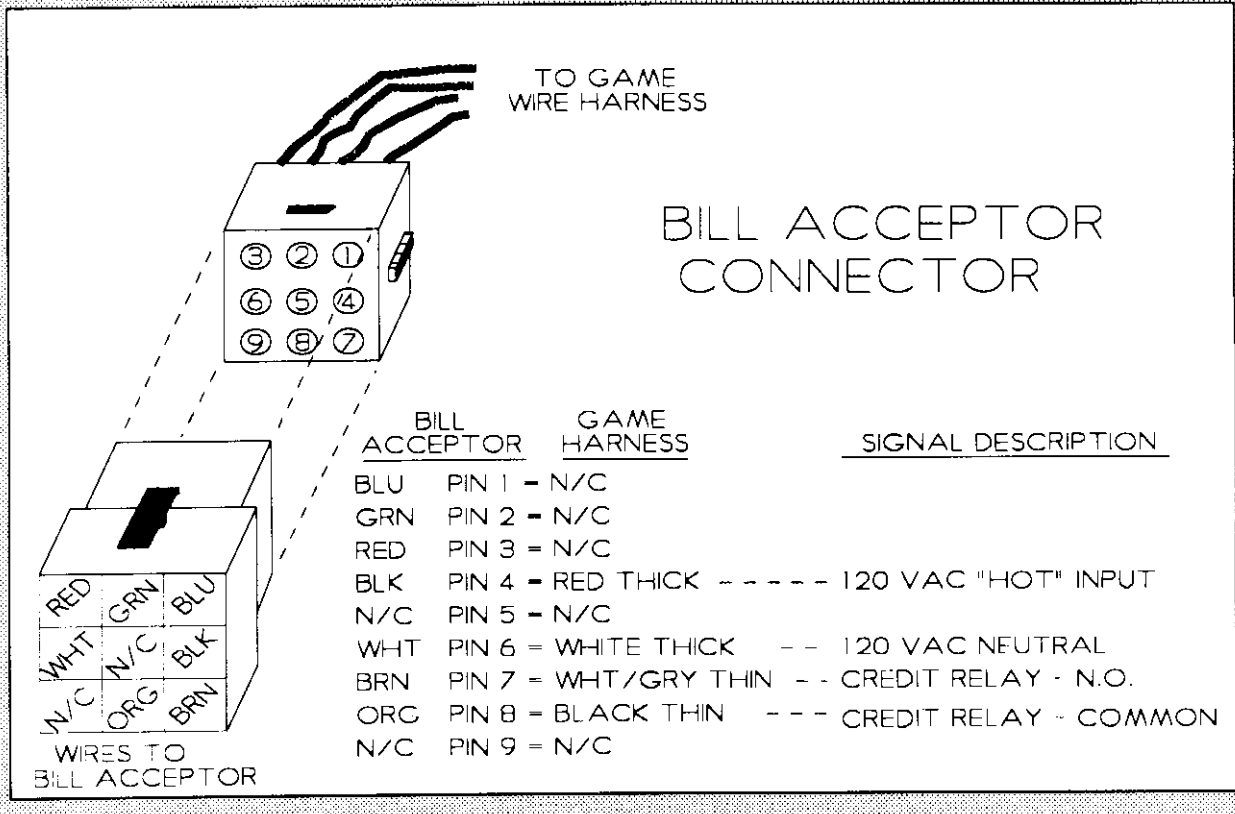 TO GAME
WIRE HARNESS
BILL ACCEPTOR
CONNECTOR
3 2 1
6 5 4
9 8 7
BILL ACCEPTOR GAME HARNESS SIGNAL DESCRIPTION
BLU PIN 1 = N/C
GRN PIN 2 = N/C
RED PIN 3 = N/C
BLK PIN 4 = RED THICK ----- 120 VAC "HOT" INPUT
N/C PIN 5 = N/C
WHT PIN 6 = WHITE THICK -- 120 VAC NEUTRAL
BRN PIN 7 = WHT/GRY THIN -- CREDIT RELAY - N.O.
ORG PIN 8 = BLACK THIN --- CREDIT RELAY - COMMON
N/C PIN 9 = N/C
RED GRN BLU
WHT N/C BLK
N/C ORG BRN
WIRES TO
BILL ACCEPTOR